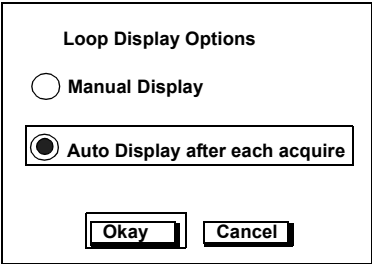 Loop Display Options
Manual Display
Auto Display after each acquire
Okay Cancel